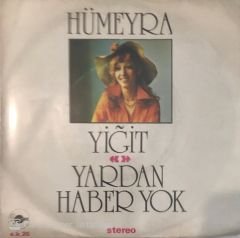 HÜMEYRA
YİĞİT
«»
YARDAN
HABER YOK
stereo